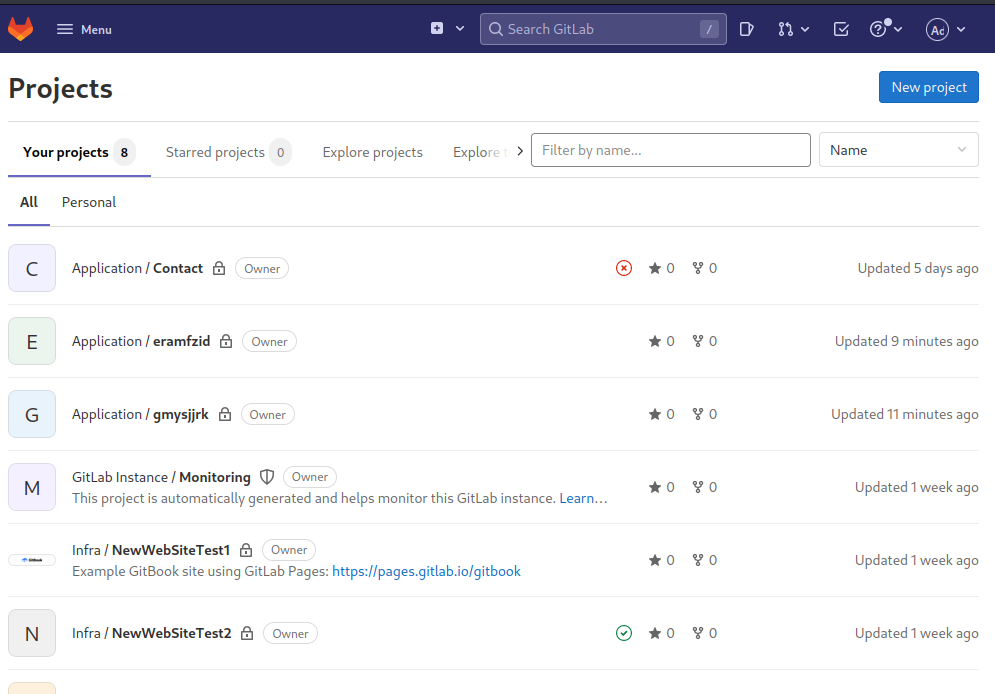 Menu
Search GitLab /
Ac
Projects
New project
Your projects 8 Starred projects 0 Explore projects Explore Filter by name... Name
All Personal
C Application / Contact Owner 0 0 Updated 5 days ago
E Application / eramfzid Owner 0 0 Updated 9 minutes ago
G Application / gmysjjrk Owner 0 0 Updated 11 minutes ago
M GitLab Instance / Monitoring Owner 0 0 Updated 1 week ago
This project is automatically generated and helps monitor this GitLab instance. Learn…
GitBook Infra / NewWebSiteTest1 Owner 0 0 Updated 1 week ago
Example GitBook site using GitLab Pages: https://pages.gitlab.io/gitbook
N Infra / NewWebSiteTest2 Owner 0 0 Updated 1 week ago